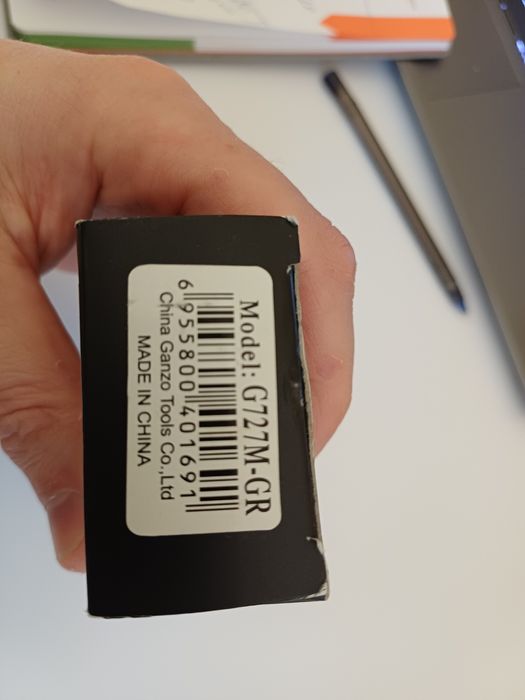 Model: G727M-GR
6 955800 401691
China Ganzo Tools Co.,Ltd
MADE IN CHINA